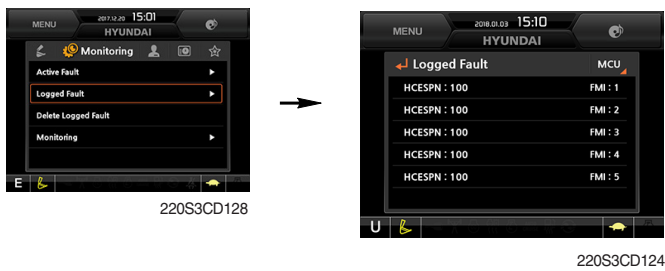 MENU
2017.12.20 15:01
HYUNDAI
Monitoring
Active Fault
Logged Fault
Delete Logged Fault
Monitoring
E
220S3CD128
MENU
2018.01.03 15:10
HYUNDAI
Logged Fault MCU
HCESPN : 100 FMI : 1
HCESPN : 100 FMI : 2
HCESPN : 100 FMI : 3
HCESPN : 100 FMI : 4
HCESPN : 100 FMI : 5
U
220S3CD124